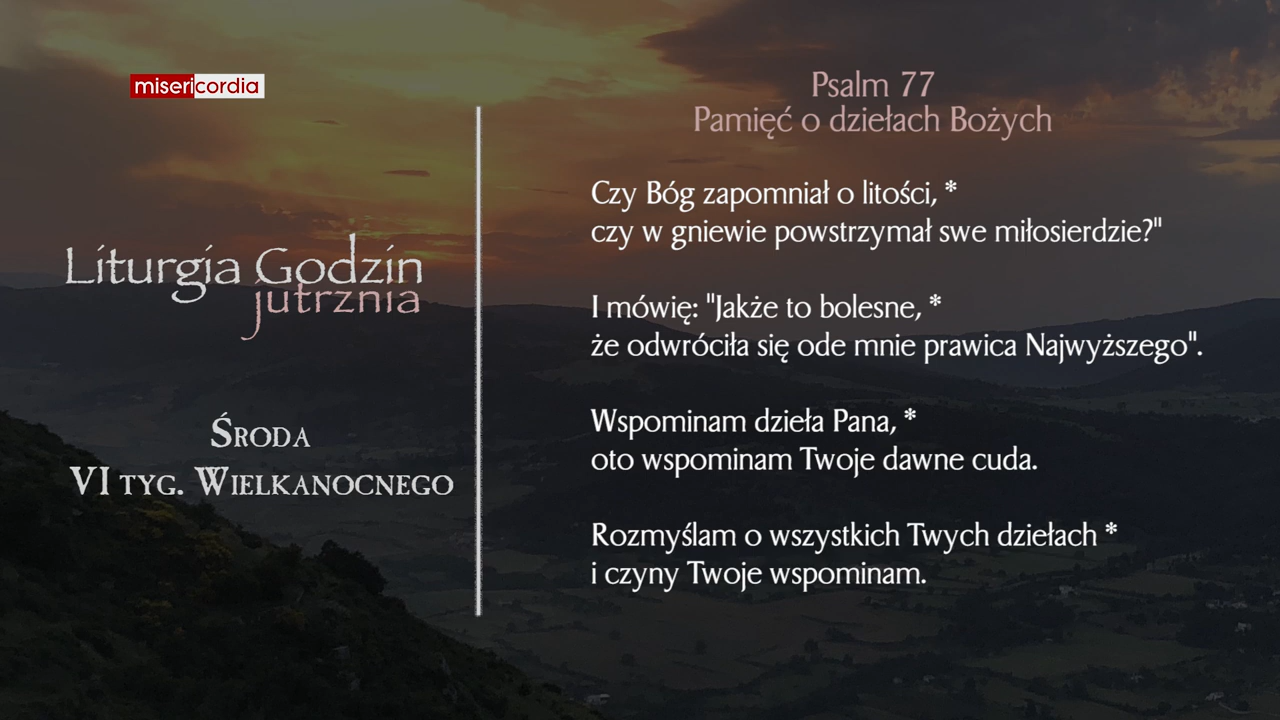 misericordia
Liturgia Godzin
jutrznia
Środa
VI tyg. Wielkanocnego
Psalm 77
Pamięć o dziełach Bożych
Czy Bóg zapomniał o litości, *
czy w gniewie powstrzymał swe miłosierdzie?"
I mówię: "Jakże to bolesne, *
że odwróciła się ode mnie prawica Najwyższego".
Wspominam dzieła Pana, *
oto wspominam Twoje dawne cuda.
Rozmyślam o wszystkich Twych dziełach *
i czyny Twoje wspominam.